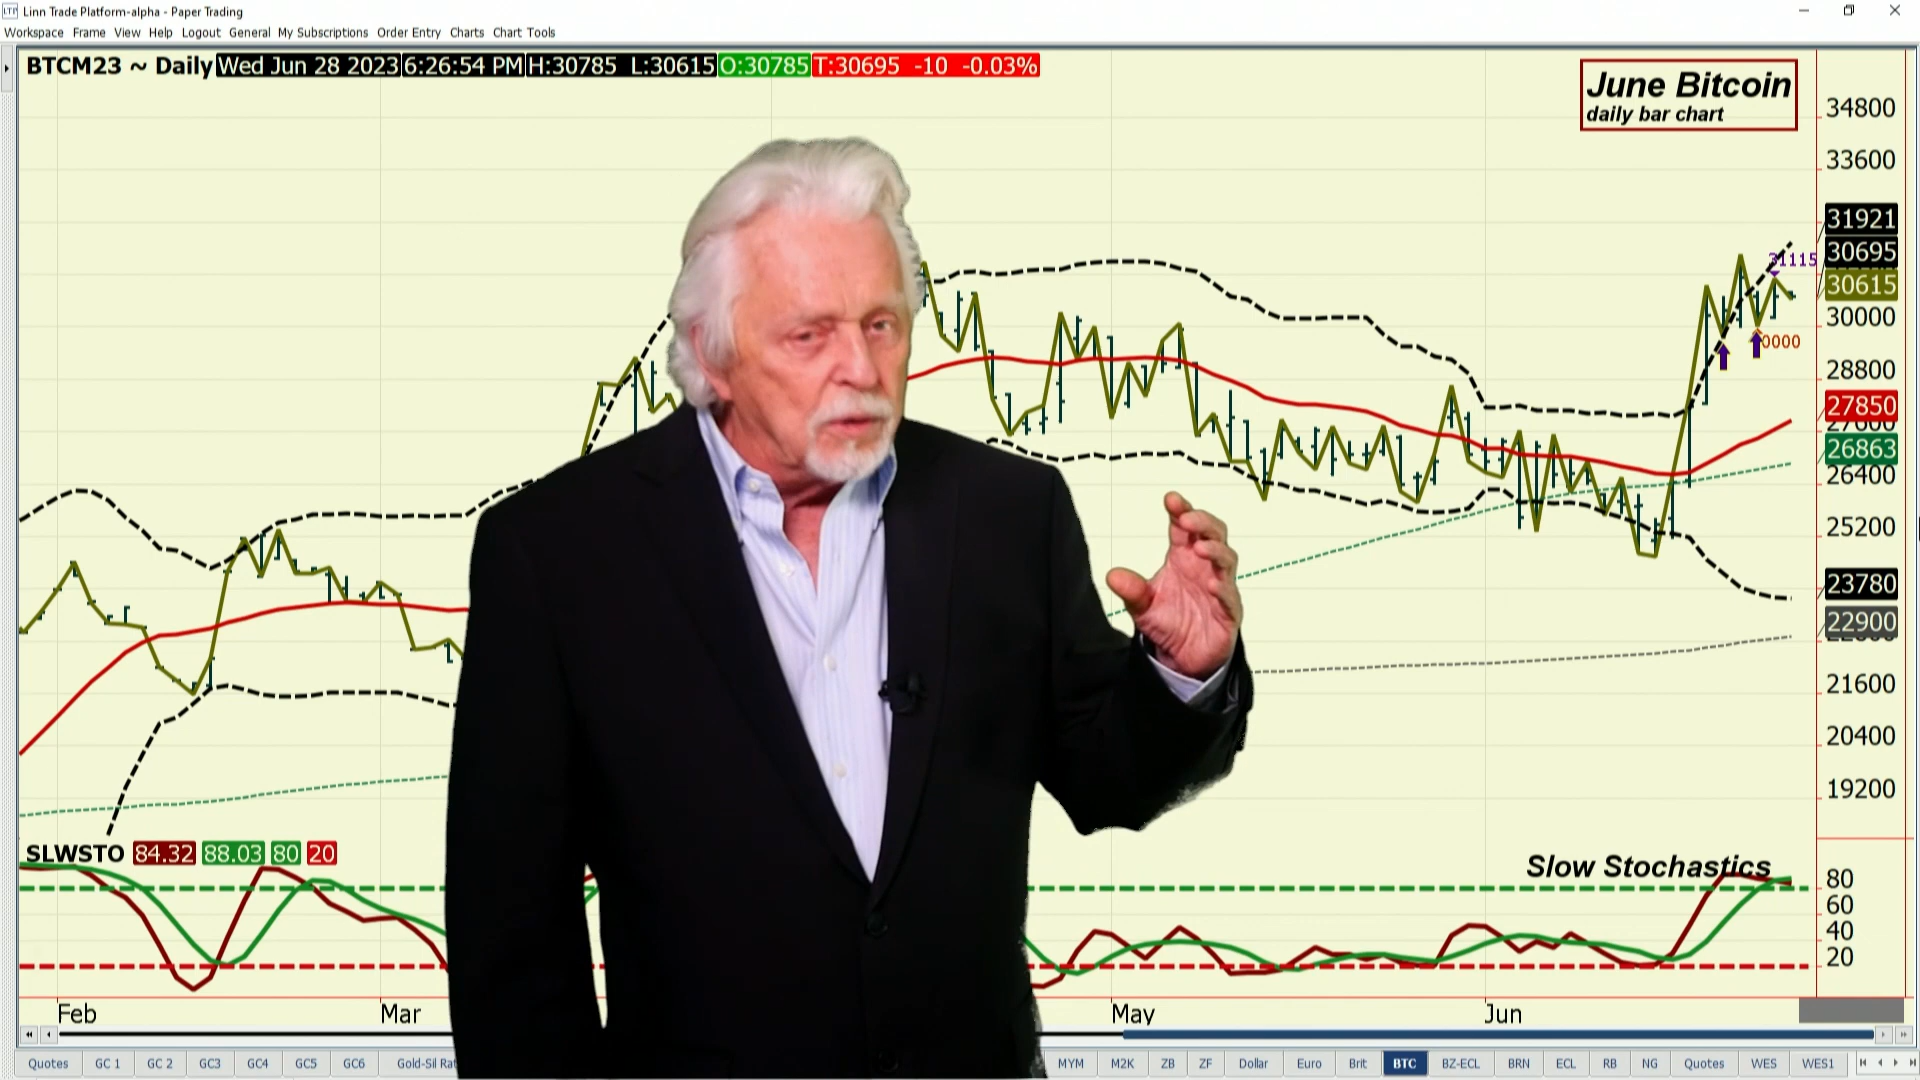 LTP Linn Trade Platform-alpha - Paper Trading
Workspace Frame View Help Logout General My Subscriptions Order Entry Charts Chart Tools
BTCM23 ~ Daily Wed Jun 28 2023 6:26:54 PM H:30785 L:30615 O:30785 T:30695 -10 -0.03%
June Bitcoin
daily bar chart
34800
33600
31921
30695
31115
30615
30000
0000
28800
27850
27600
26863
26400
25200
23780
22900
21600
20400
19200
SLWSTO 84.32 88.03 80 20
Slow Stochastics
80
60
40
20
Feb Mar May Jun
Quotes GC 1 GC 2 GC3 GC4 GC5 GC6 Gold-Sil Rat MYM M2K ZB ZF Dollar Euro Brit BTC BZ-ECL BRN ECL RB NG Quotes WES WES1